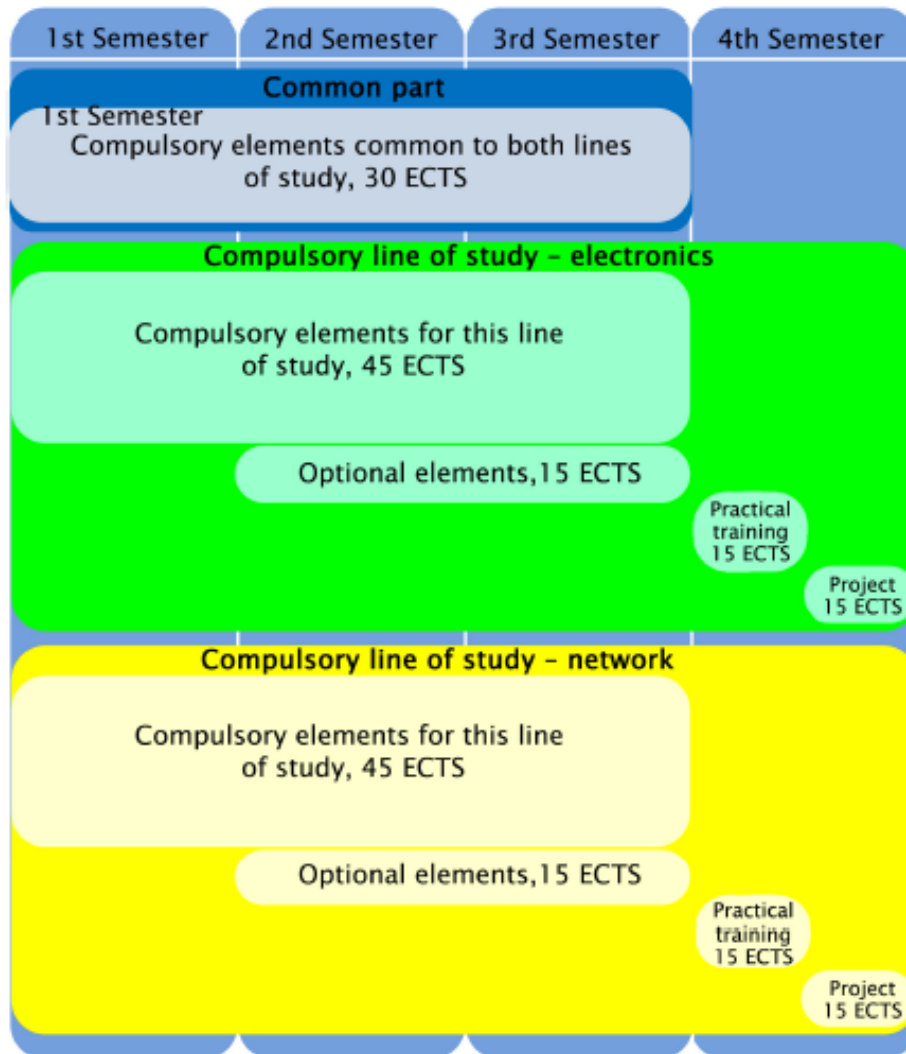 1st Semester
2nd Semester
3rd Semester
4th Semester
Common part
1st Semester
Compulsory elements common to both lines
of study, 30 ECTS
Compulsory line of study – electronics
Compulsory elements for this line
of study, 45 ECTS
Optional elements,15 ECTS
Practical
training
15 ECTS
Project
15 ECTS
Compulsory line of study – network
Compulsory elements for this line
of study, 45 ECTS
Optional elements,15 ECTS
Practical
training
15 ECTS
Project
15 ECTS